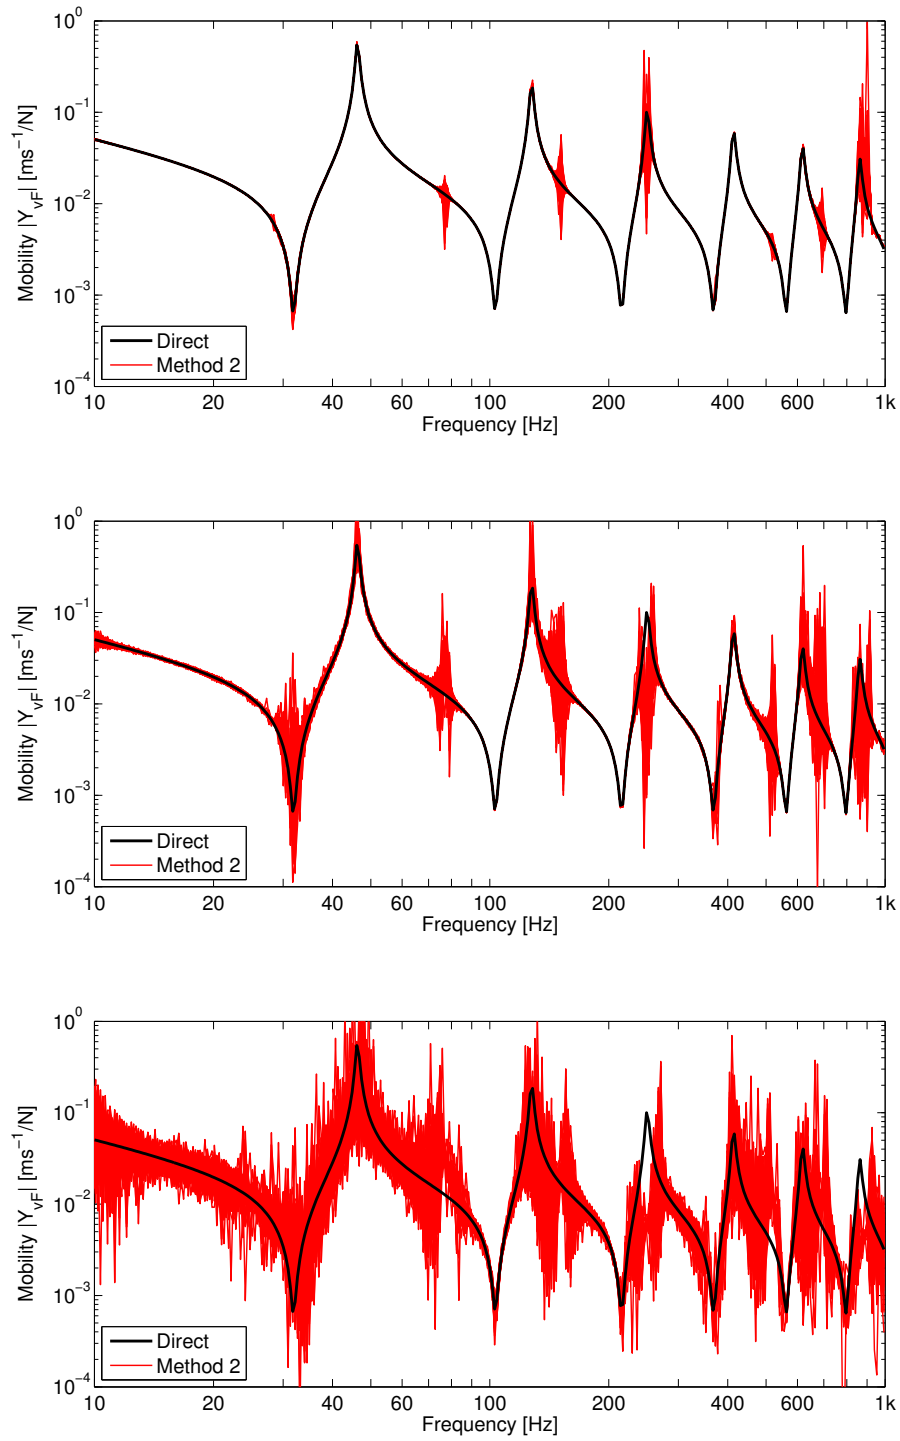 10^0
10^-1
10^-2
10^-3
10^-4
Mobility |Y_vF| [ms^-1/N]
Direct
Method 2
10 20 40 60 100 200 400 600 1k
Frequency [Hz]
10^0
10^-1
10^-2
10^-3
10^-4
Mobility |Y_vF| [ms^-1/N]
Direct
Method 2
10 20 40 60 100 200 400 600 1k
Frequency [Hz]
10^0
10^-1
10^-2
10^-3
10^-4
Mobility |Y_vF| [ms^-1/N]
Direct
Method 2
10 20 40 60 100 200 400 600 1k
Frequency [Hz]